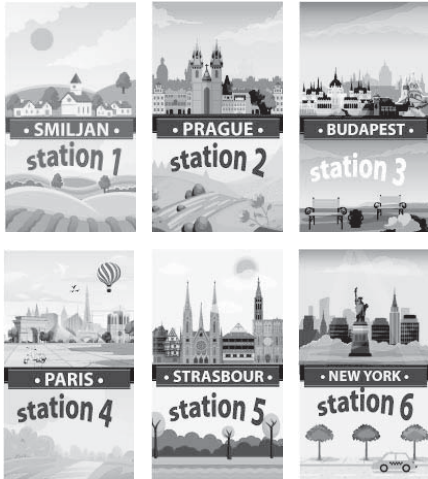 • SMILJAN •
station 1
• PRAGUE •
station 2
• BUDAPEST •
station 3
• PARIS •
station 4
• STRASBOUR •
station 5
• NEW YORK •
station 6